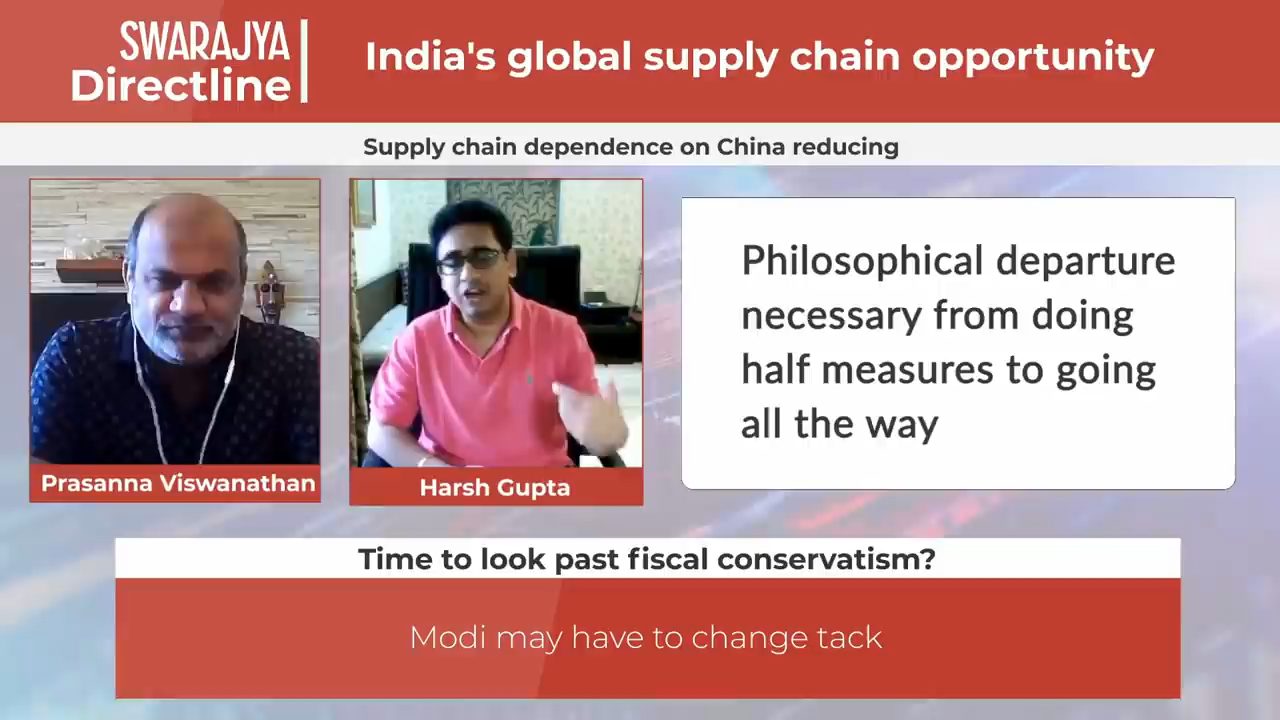 SWARAJYA
Directline
India's global supply chain opportunity
Supply chain dependence on China reducing
Prasanna Viswanathan
Harsh Gupta
Philosophical departure
necessary from doing
half measures to going
all the way
Time to look past fiscal conservatism?
Modi may have to change tack